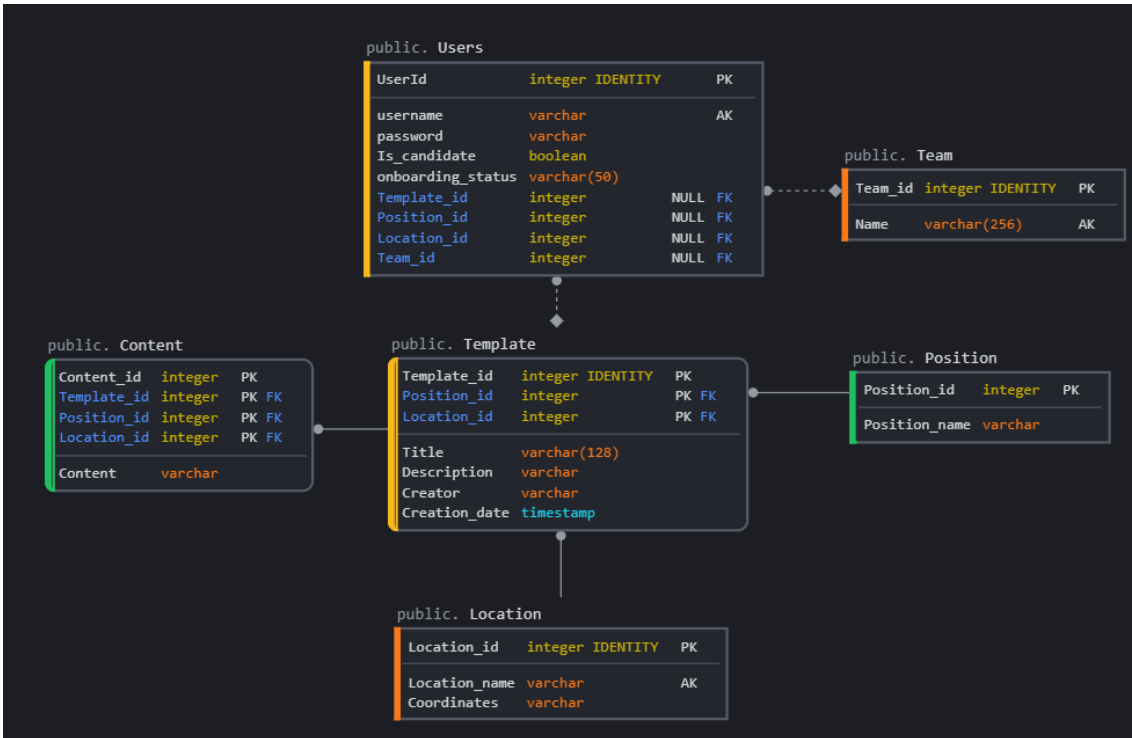 public. Users
UserId integer IDENTITY PK
username varchar AK
password varchar
Is_candidate boolean
onboarding_status varchar(50)
Template_id integer NULL FK
Position_id integer NULL FK
Location_id integer NULL FK
Team_id integer NULL FK
public. Team
Team_id integer IDENTITY PK
Name varchar(256) AK
public. Content
Content_id integer PK
Template_id integer PK FK
Position_id integer PK FK
Location_id integer PK FK
Content varchar
public. Template
Template_id integer IDENTITY PK
Position_id integer PK FK
Location_id integer PK FK
Title varchar(128)
Description varchar
Creator varchar
Creation_date timestamp
public. Position
Position_id integer PK
Position_name varchar
public. Location
Location_id integer IDENTITY PK
Location_name varchar AK
Coordinates varchar